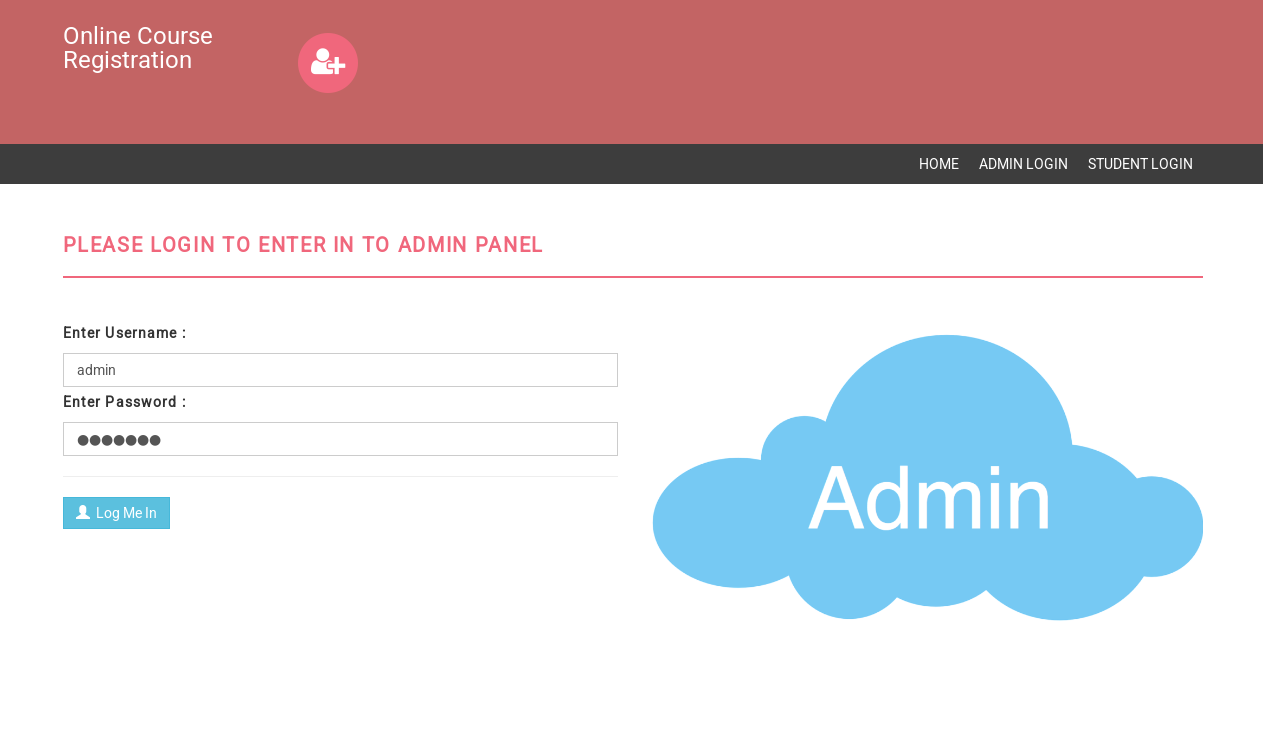 Online Course
Registration
HOME ADMIN LOGIN STUDENT LOGIN
PLEASE LOGIN TO ENTER IN TO ADMIN PANEL
Enter Username :
admin
Enter Password :
●●●●●●●
Log Me In
Admin